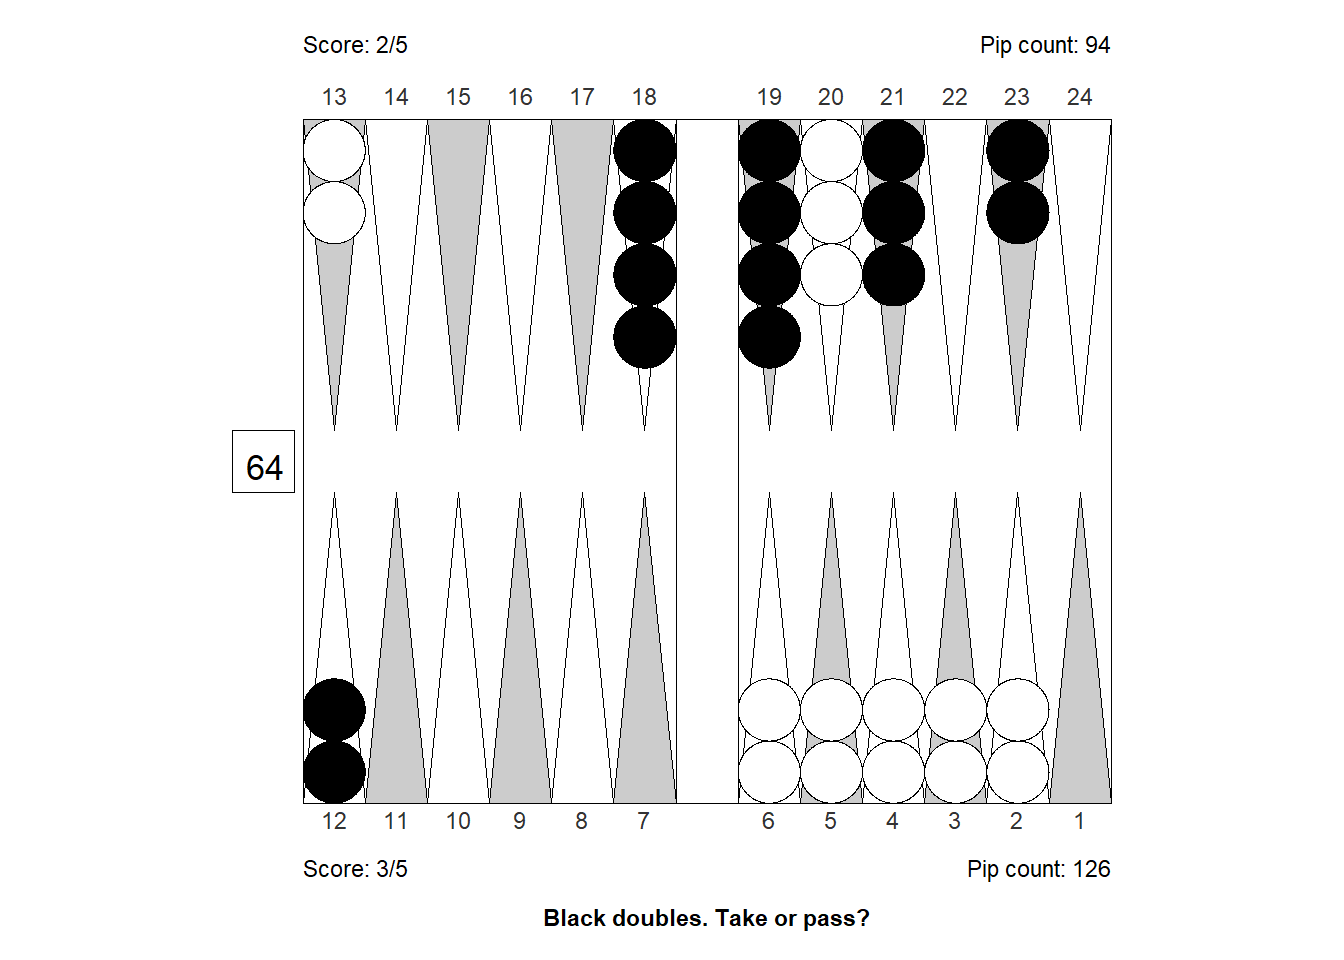 Score: 2/5 Pip count: 94
13 14 15 16 17 18 19 20 21 22 23 24
64
12 11 10 9 8 7 6 5 4 3 2 1
Score: 3/5 Pip count: 126
Black doubles. Take or pass?